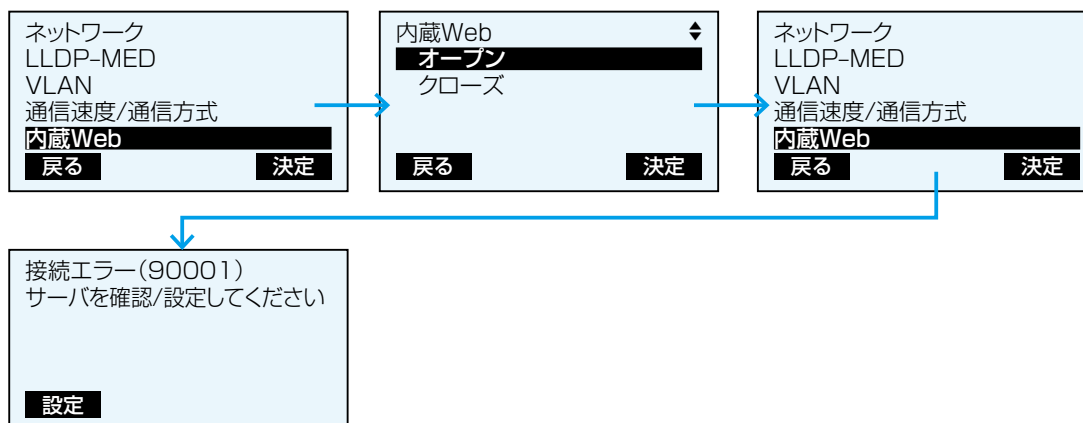 ネットワーク
LLDP-MED
VLAN
通信速度/通信方式
内蔵Web
戻る 決定
内蔵Web
オープン
クローズ
戻る 決定
ネットワーク
LLDP-MED
VLAN
通信速度/通信方式
内蔵Web
戻る 決定
接続エラー(90001)
サーバを確認/設定してください
設定